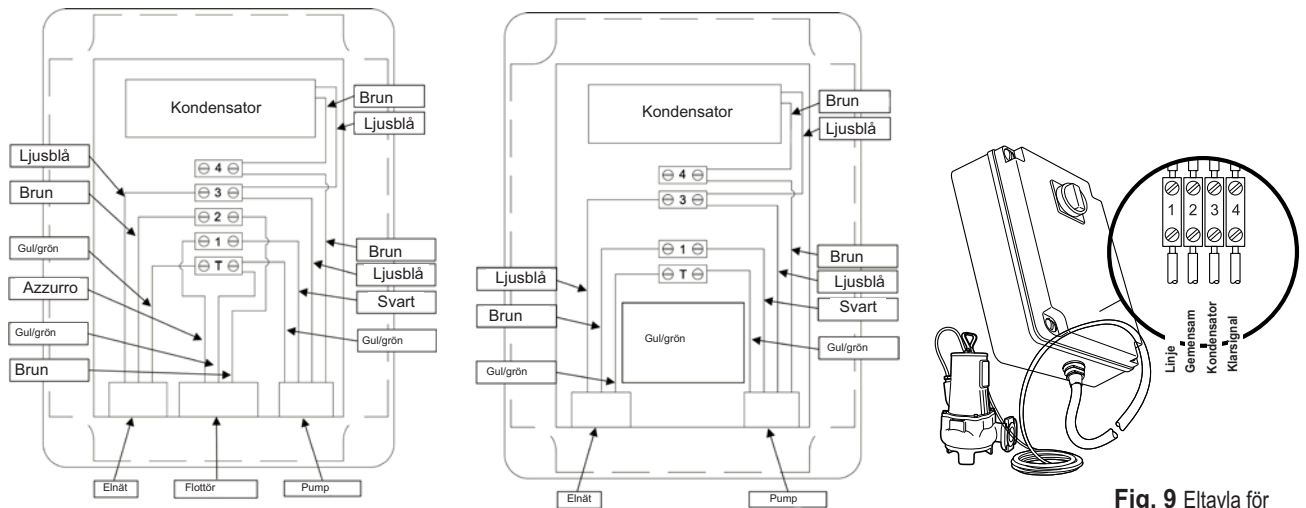 Kondensator
Brun
Ljusblå
Ljusblå
Brun
Gul/grön
Azzurro
Gul/grön
Brun
4
3
2
1
T
Brun
Ljusblå
Svart
Gul/grön
Elnät
Flottör
Pump
Kondensator
Brun
Ljusblå
4
3
1
T
Ljusblå
Brun
Gul/grön
Gul/grön
Brun
Ljusblå
Svart
Gul/grön
Elnät
Pump
1 2 3 4
Linje
Gemensam
Kondensator
Klarsignal
Fig. 9 Eltavla för